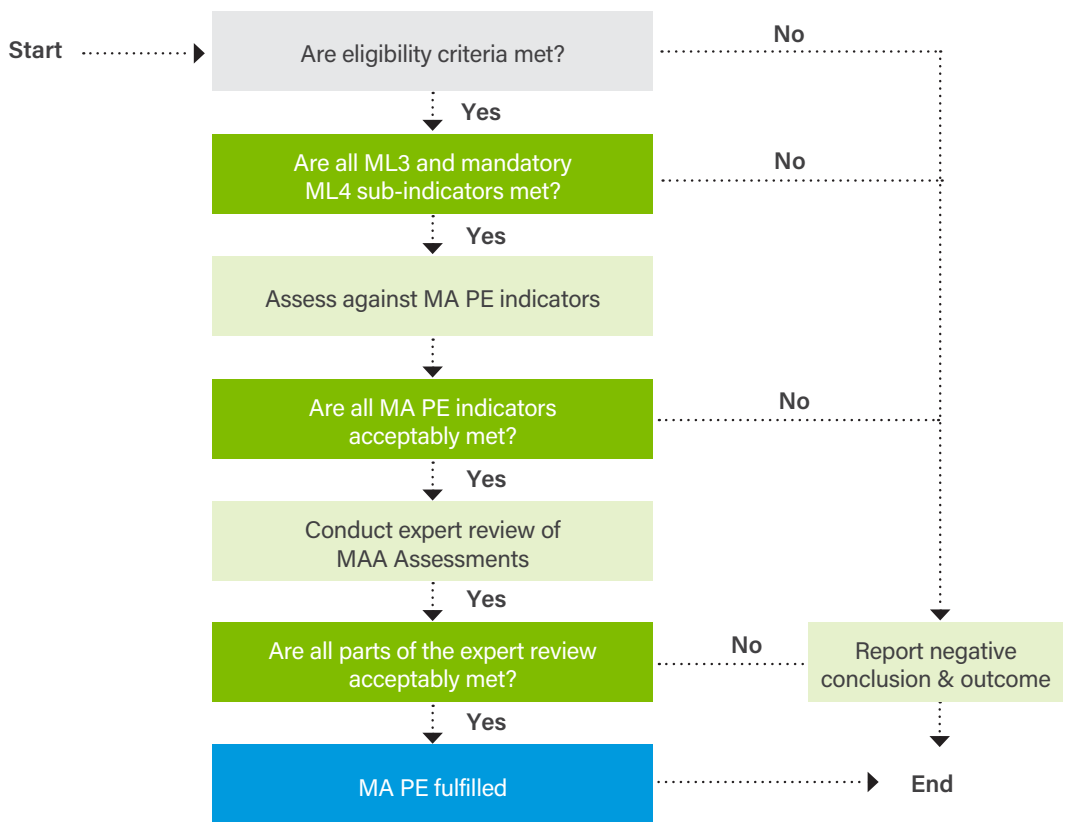 Start
Are eligibility criteria met?
No
Yes
Are all ML3 and mandatory
ML4 sub-indicators met?
No
Yes
Assess against MA PE indicators
Are all MA PE indicators
acceptably met?
No
Yes
Conduct expert review of
MAA Assessments
Yes
Are all parts of the expert review
acceptably met?
No
Report negative
conclusion & outcome
Yes
MA PE fulfilled
End